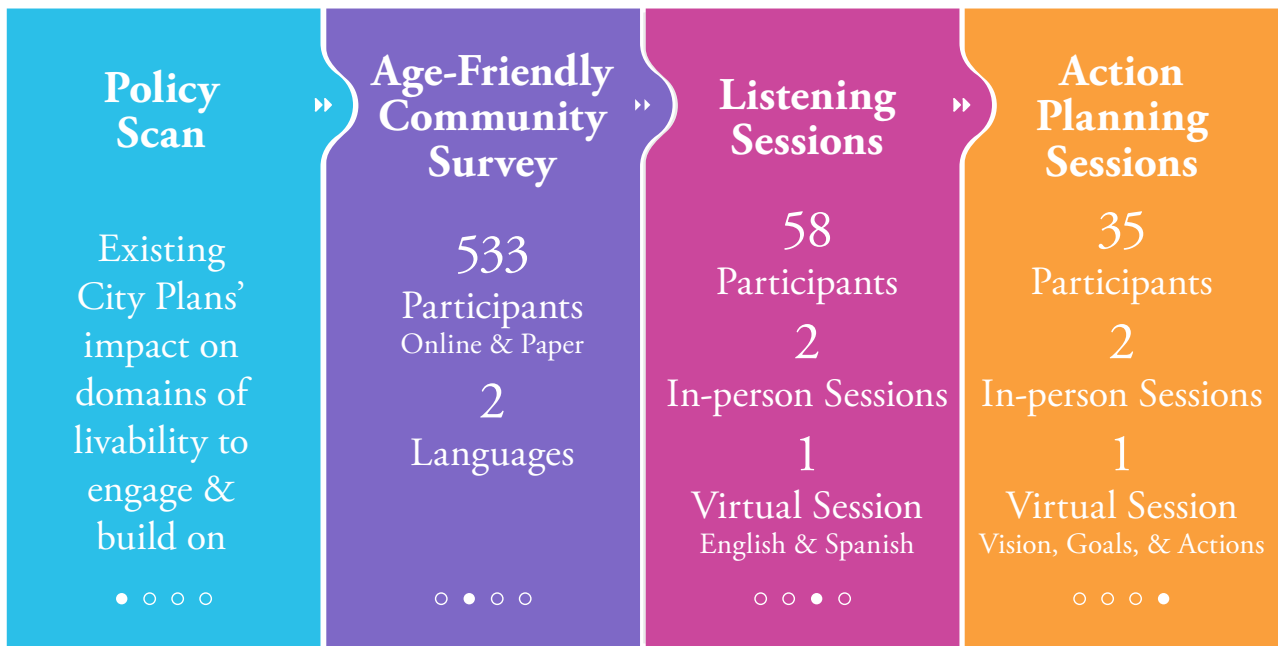 Policy
Scan
Existing
City Plans’
impact on
domains of
livability to
engage &
build on
Age-Friendly
Community
Survey
533
Participants
Online & Paper
2
Languages
Listening
Sessions
58
Participants
2
In-person Sessions
1
Virtual Session
English & Spanish
Action
Planning
Sessions
35
Participants
2
In-person Sessions
1
Virtual Session
Vision, Goals, & Actions